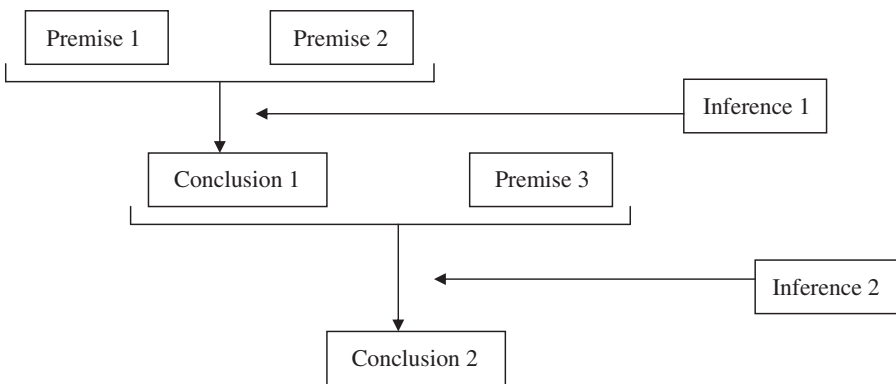 Premise 1
Premise 2
Inference 1
Conclusion 1
Premise 3
Inference 2
Conclusion 2